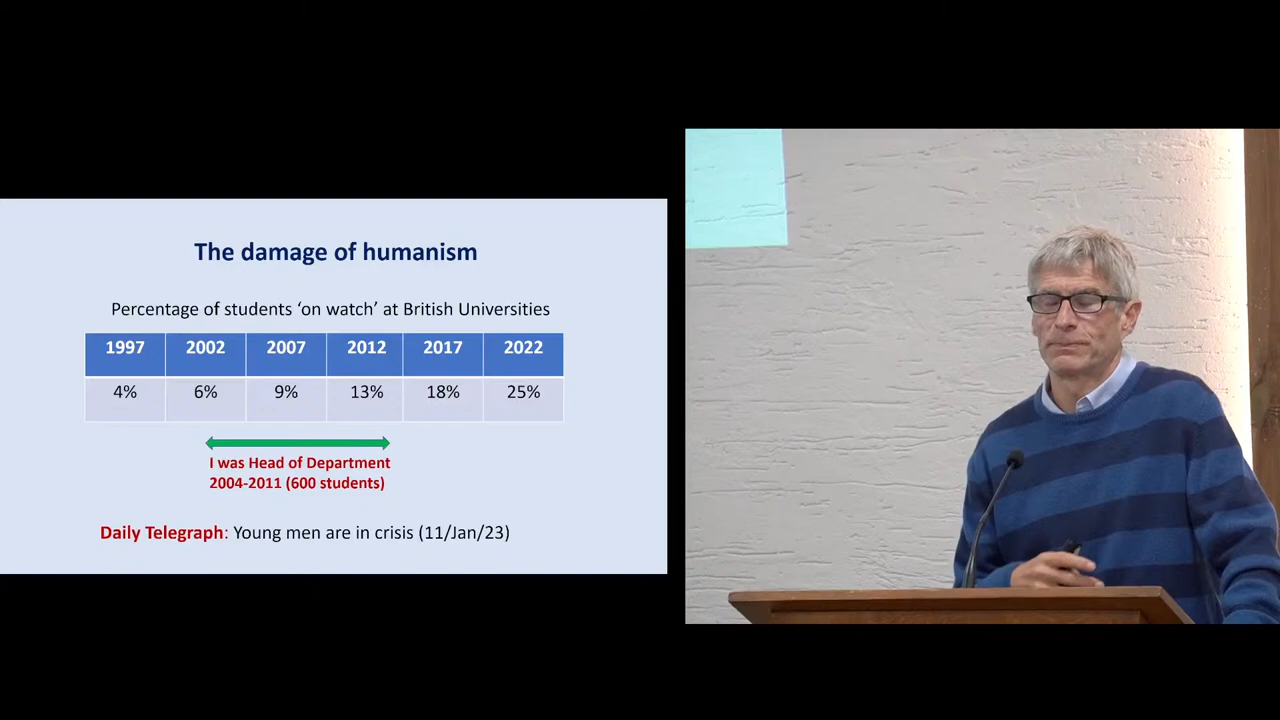 The damage of humanism
Percentage of students ‘on watch’ at British Universities
1997 2002 2007 2012 2017 2022
4% 6% 9% 13% 18% 25%
I was Head of Department
2004-2011 (600 students)
Daily Telegraph: Young men are in crisis (11/Jan/23)